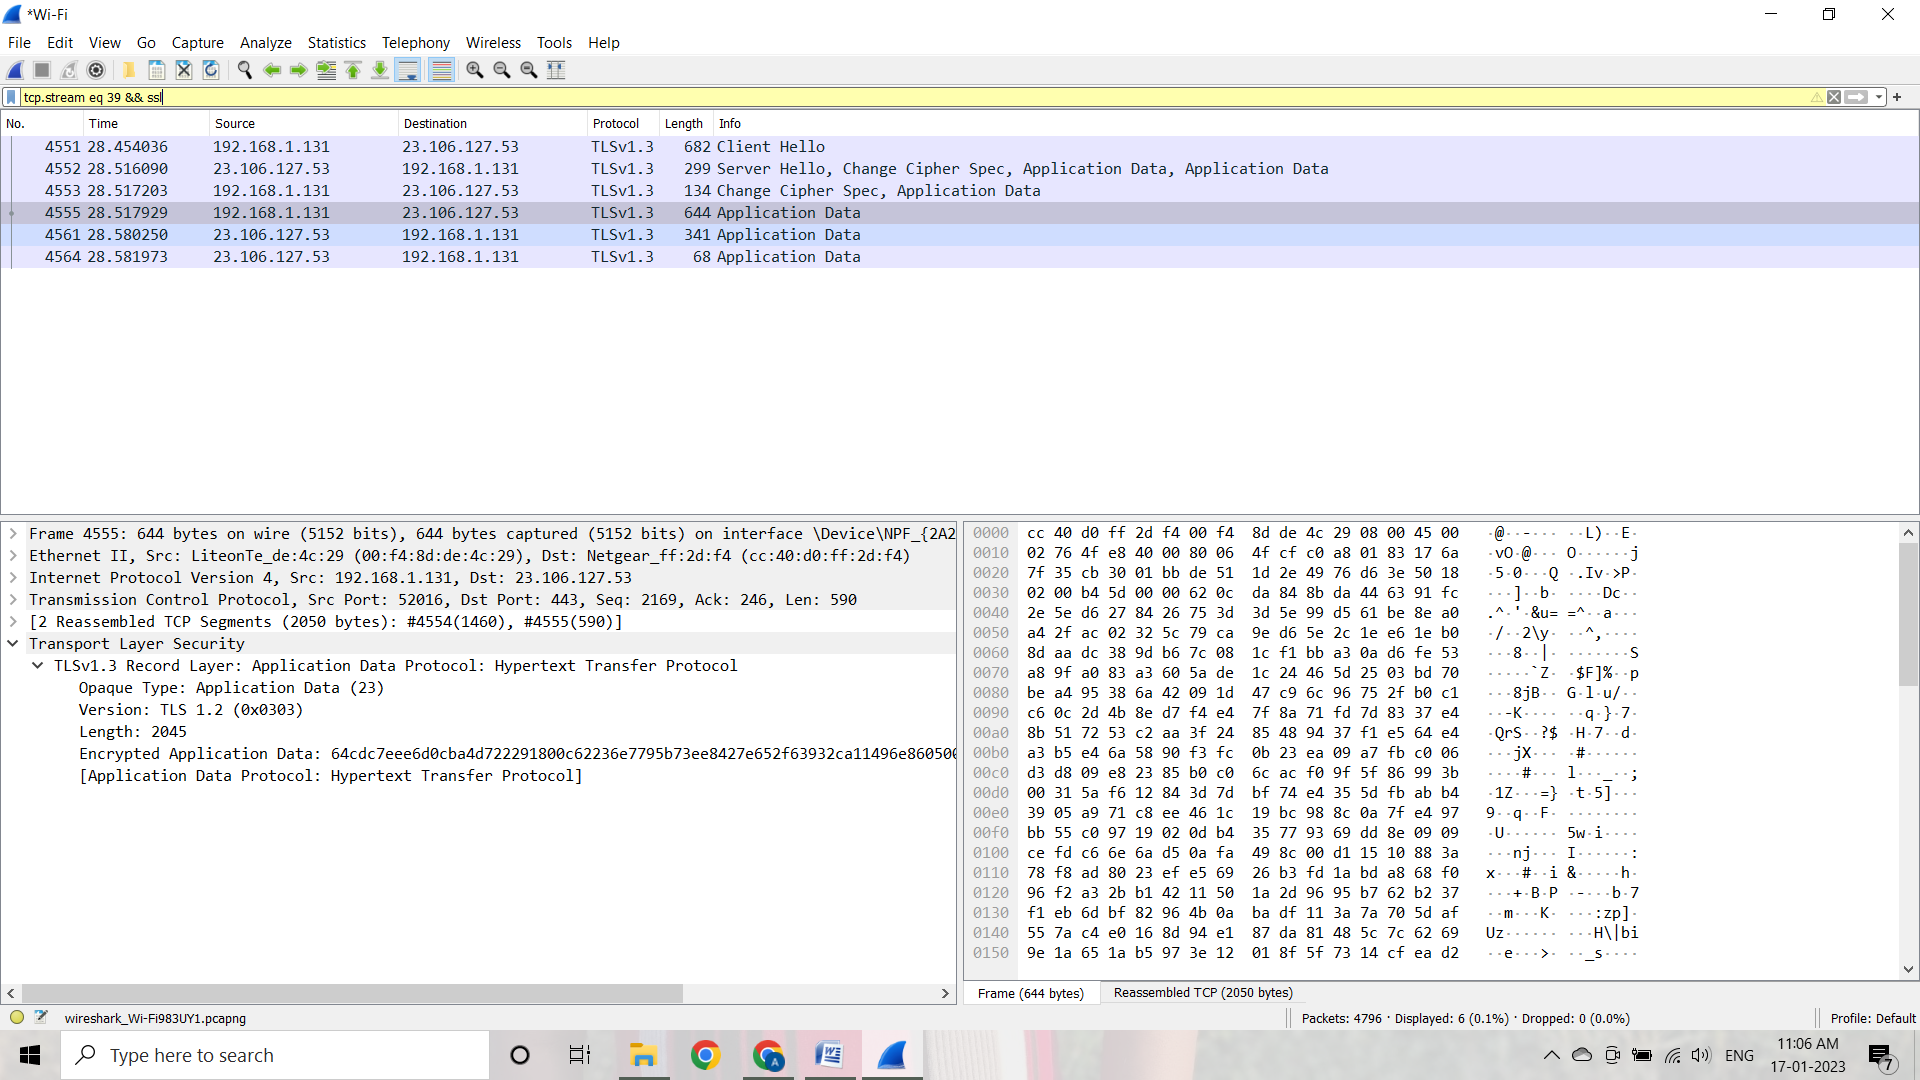 *Wi-Fi
File Edit View Go Capture Analyze Statistics Telephony Wireless Tools Help
tcp.stream eq 39 && ssl
No. Time Source Destination Protocol Length Info
4551 28.454036 192.168.1.131 23.106.127.53 TLSv1.3 682 Client Hello
4552 28.516090 23.106.127.53 192.168.1.131 TLSv1.3 299 Server Hello, Change Cipher Spec, Application Data, Application Data
4553 28.517203 192.168.1.131 23.106.127.53 TLSv1.3 134 Change Cipher Spec, Application Data
4555 28.517929 192.168.1.131 23.106.127.53 TLSv1.3 644 Application Data
4561 28.580250 23.106.127.53 192.168.1.131 TLSv1.3 341 Application Data
4564 28.581973 23.106.127.53 192.168.1.131 TLSv1.3 68 Application Data
Frame 4555: 644 bytes on wire (5152 bits), 644 bytes captured (5152 bits) on interface \Device\NPF_{2A2
Ethernet II, Src: LiteonTe_de:4c:29 (00:f4:8d:de:4c:29), Dst: Netgear_ff:2d:f4 (cc:40:d0:ff:2d:f4)
Internet Protocol Version 4, Src: 192.168.1.131, Dst: 23.106.127.53
Transmission Control Protocol, Src Port: 52016, Dst Port: 443, Seq: 2169, Ack: 246, Len: 590
[2 Reassembled TCP Segments (2050 bytes): #4554(1460), #4555(590)]
Transport Layer Security
TLSv1.3 Record Layer: Application Data Protocol: Hypertext Transfer Protocol
Opaque Type: Application Data (23)
Version: TLS 1.2 (0x0303)
Length: 2045
Encrypted Application Data: 64cdc7eee6d0cba4d722291800c62236e7795b73ee8427e652f63932ca11496e860500
[Application Data Protocol: Hypertext Transfer Protocol]
0000 cc 40 d0 ff 2d f4 00 f4 8d de 4c 29 08 00 45 00 ·@··-··· ··L)··E·
0010 02 76 4f e8 40 00 80 06 4f cf c0 a8 01 83 17 6a ·vO·@··· O······j
0020 7f 35 cb 30 01 bb de 51 1d 2e 49 76 d6 3e 50 18 ·5·0···Q ·.Iv·>P·
0030 02 00 b4 5d 00 00 62 0c da 84 8b da 44 63 91 fc ···]··b· ····Dc··
0040 2e 5e d6 27 84 26 75 3d 3d 5e 99 d5 61 be 8e a0 .^·'·&u= =^··a···
0050 a4 2f ac 02 32 5c 79 ca 9e d6 5e 2c 1e e6 1e b0 ·/··2\y· ··^,····
0060 8d aa dc 38 9d b6 7c 08 1c f1 bb a3 0a d6 fe 53 ···8··|· ·······S
0070 a8 9f a0 83 a3 60 5a de 1c 24 46 5d 25 03 bd 70 ·····`Z· ·$F]%··p
0080 be a4 95 38 6a 42 09 1d 47 c9 6c 96 75 2f b0 c1 ···8jB·· G·l·u/··
0090 c6 0c 2d 4b 8e d7 f4 e4 7f 8a 71 fd 7d 83 37 e4 ··-K···· ··q·}·7·
00a0 8b 51 72 53 c2 aa 3f 24 85 48 94 37 f1 e5 64 e4 ·QrS··?$ ·H·7··d·
00b0 a3 b5 e4 6a 58 90 f3 fc 0b 23 ea 09 a7 fb c0 06 ···jX··· ·#······
00c0 d3 d8 09 e8 23 85 b0 c0 6c ac f0 9f 5f 86 99 3b ····#··· l···_··;
00d0 00 31 5a f6 12 84 3d 7d bf 74 e4 35 5d fb ab b4 ·1Z···=} ·t·5]···
00e0 39 05 a9 71 c8 ee 46 1c 19 bc 98 8c 0a 7f e4 97 9··q··F· ········
00f0 bb 55 c0 97 19 02 0d b4 35 77 93 69 dd 8e 09 09 ·U······ 5w·i····
0100 ce fd c6 6e 6a d5 0a fa 49 8c 00 d1 15 10 88 3a ···nj··· I······:
0110 78 f8 ad 80 23 ef e5 69 26 b3 fd 1a bd a8 68 f0 x···#··i &·····h·
0120 96 f2 a3 2b b1 42 11 50 1a 2d 96 95 b7 62 b2 37 ···+·B·P ·-···b·7
0130 f1 eb 6d bf 82 96 4b 0a ba df 11 3a 7a 70 5d af ··m···K· ···:zp]·
0140 55 7a c4 e0 16 8d 94 e1 87 da 81 48 5c 7c 62 69 Uz······ ···H\|bi
0150 9e 1a 65 1a b5 97 3e 12 01 8f 5f 73 14 cf ea d2 ··e···>· ··_s····
Frame (644 bytes) Reassembled TCP (2050 bytes)
wireshark_Wi-Fi983UY1.pcapng Packets: 4796 · Displayed: 6 (0.1%) · Dropped: 0 (0.0%) Profile: Default
Type here to search
ENG
11:06 AM
17-01-2023
7